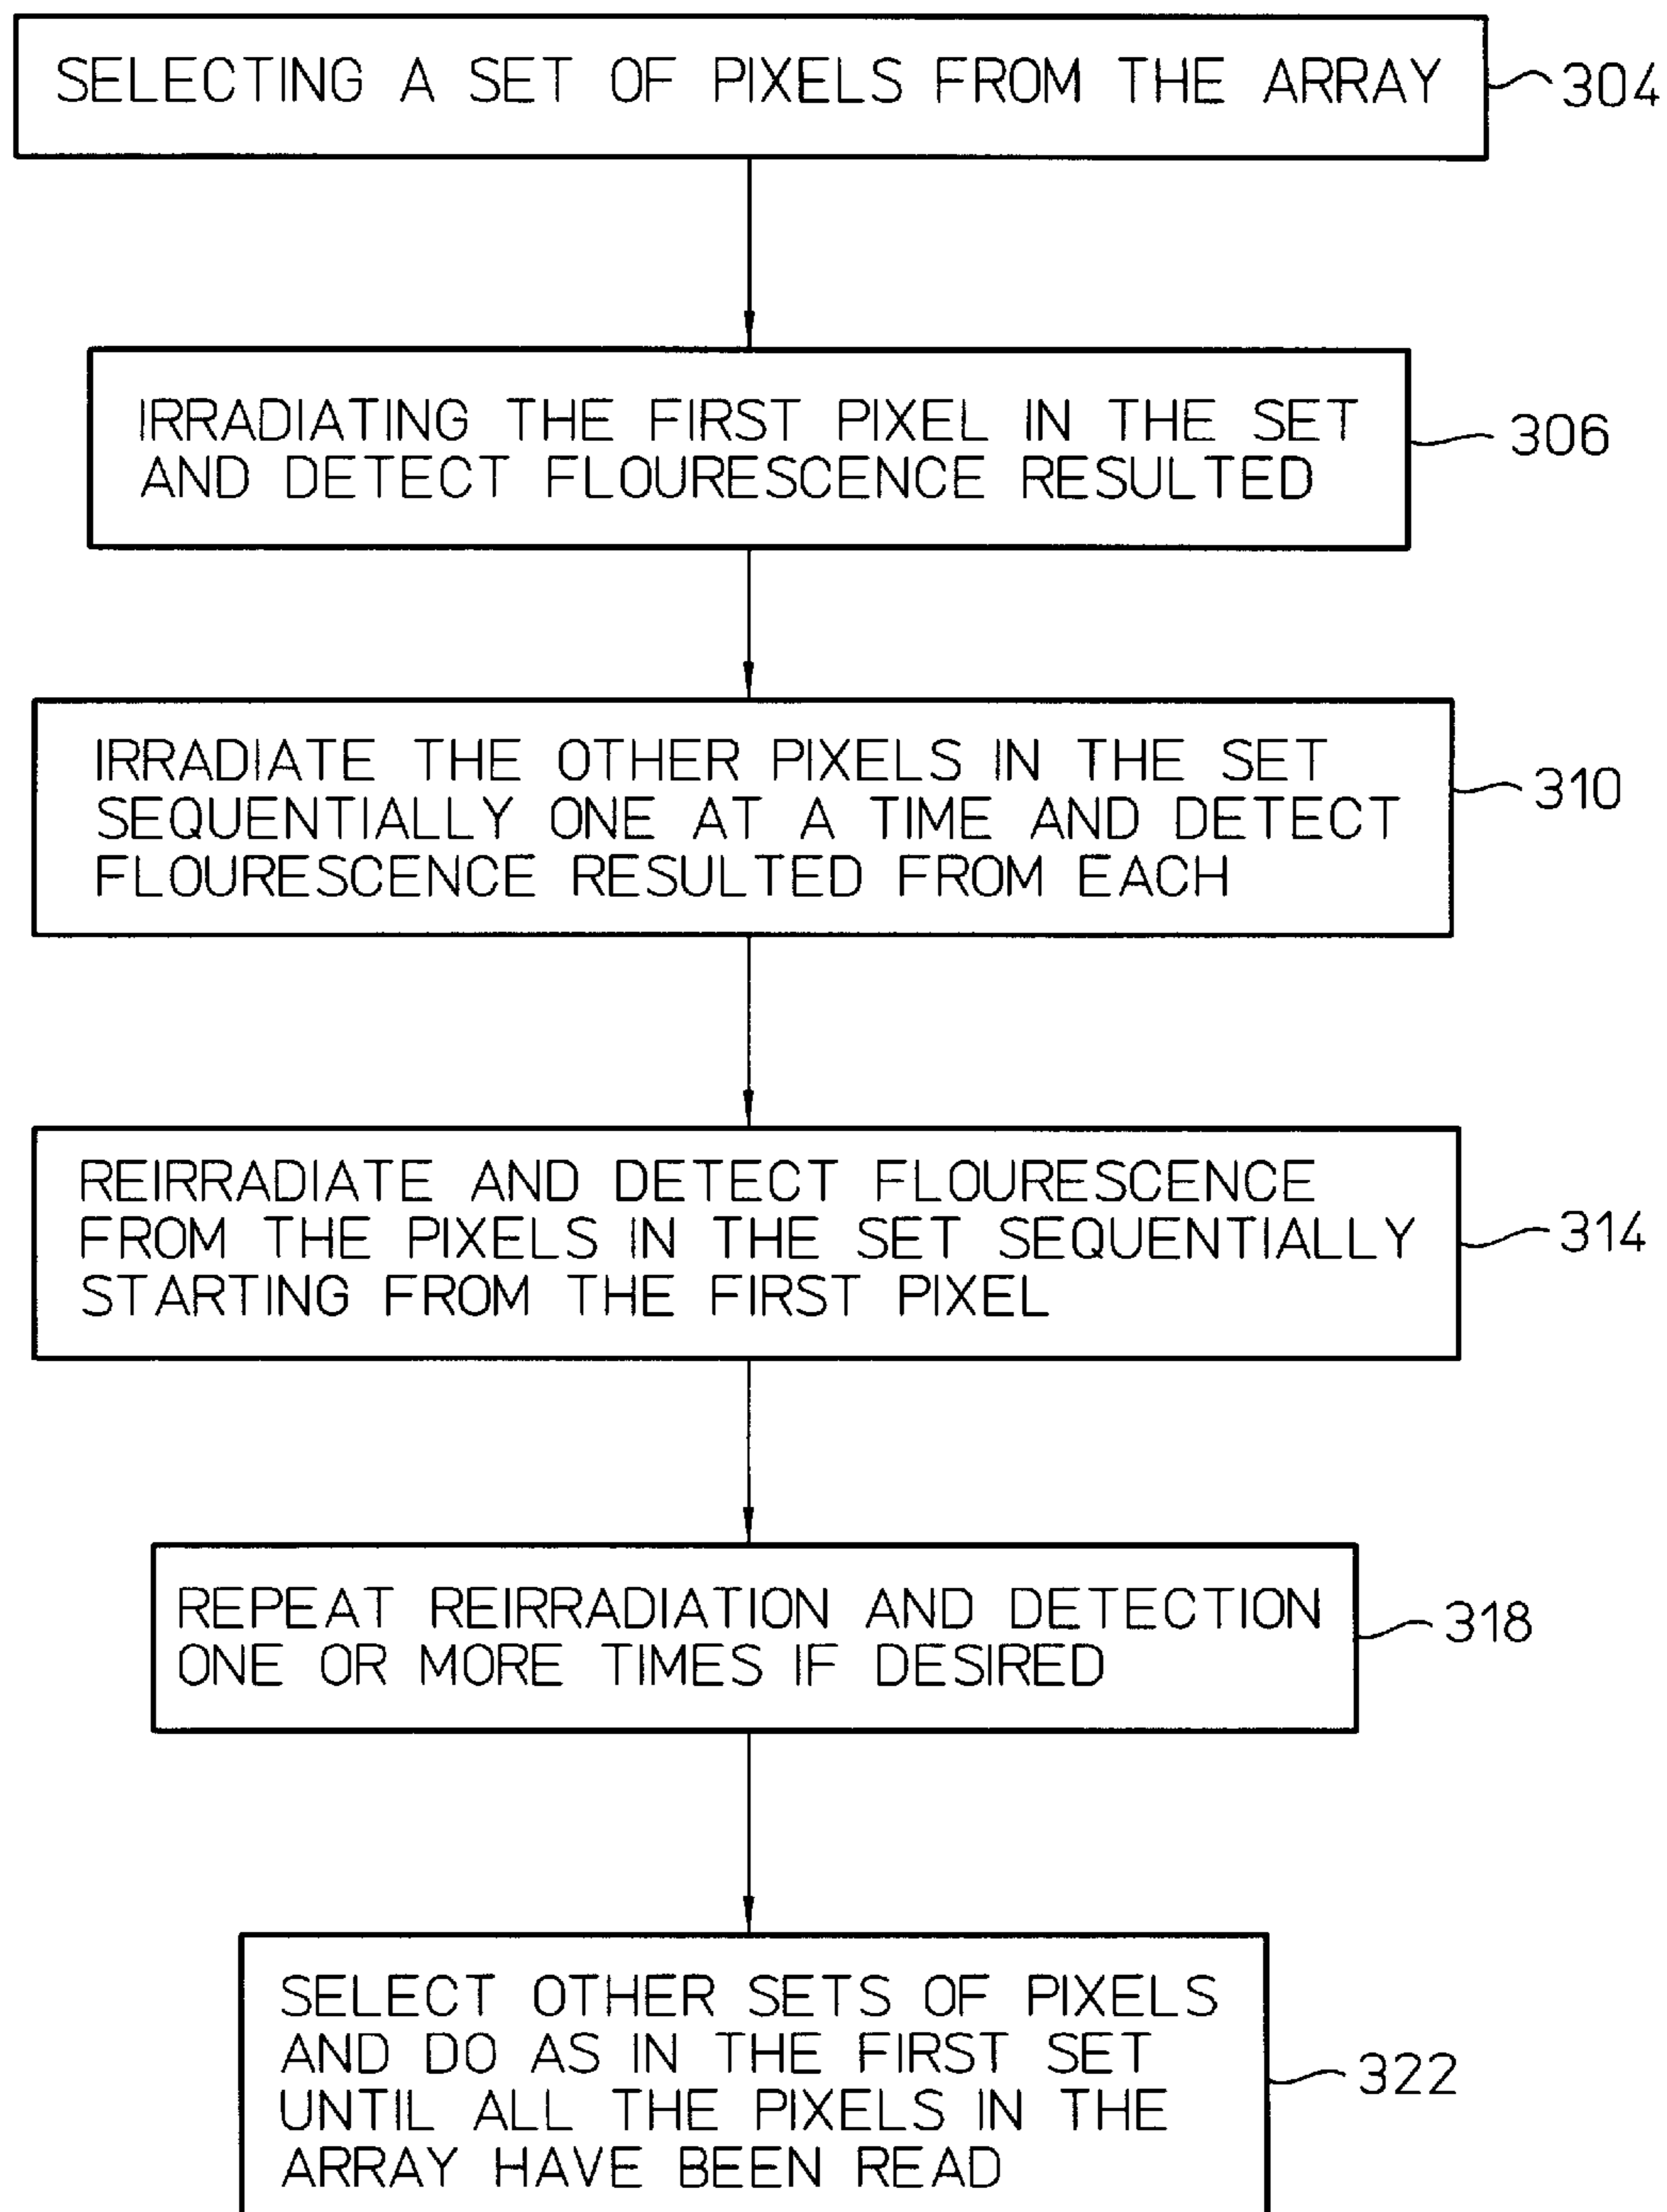 SELECTING A SET OF PIXELS FROM THE ARRAY
304
IRRADIATING THE FIRST PIXEL IN THE SET
AND DETECT FLOURESCENCE RESULTED
306
IRRADIATE THE OTHER PIXELS IN THE SET
SEQUENTIALLY ONE AT A TIME AND DETECT
FLOURESCENCE RESULTED FROM EACH
310
REIRRADIATE AND DETECT FLOURESCENCE
FROM THE PIXELS IN THE SET SEQUENTIALLY
STARTING FROM THE FIRST PIXEL
314
REPEAT REIRRADIATION AND DETECTION
ONE OR MORE TIMES IF DESIRED
318
SELECT OTHER SETS OF PIXELS
AND DO AS IN THE FIRST SET
UNTIL ALL THE PIXELS IN THE
ARRAY HAVE BEEN READ
322